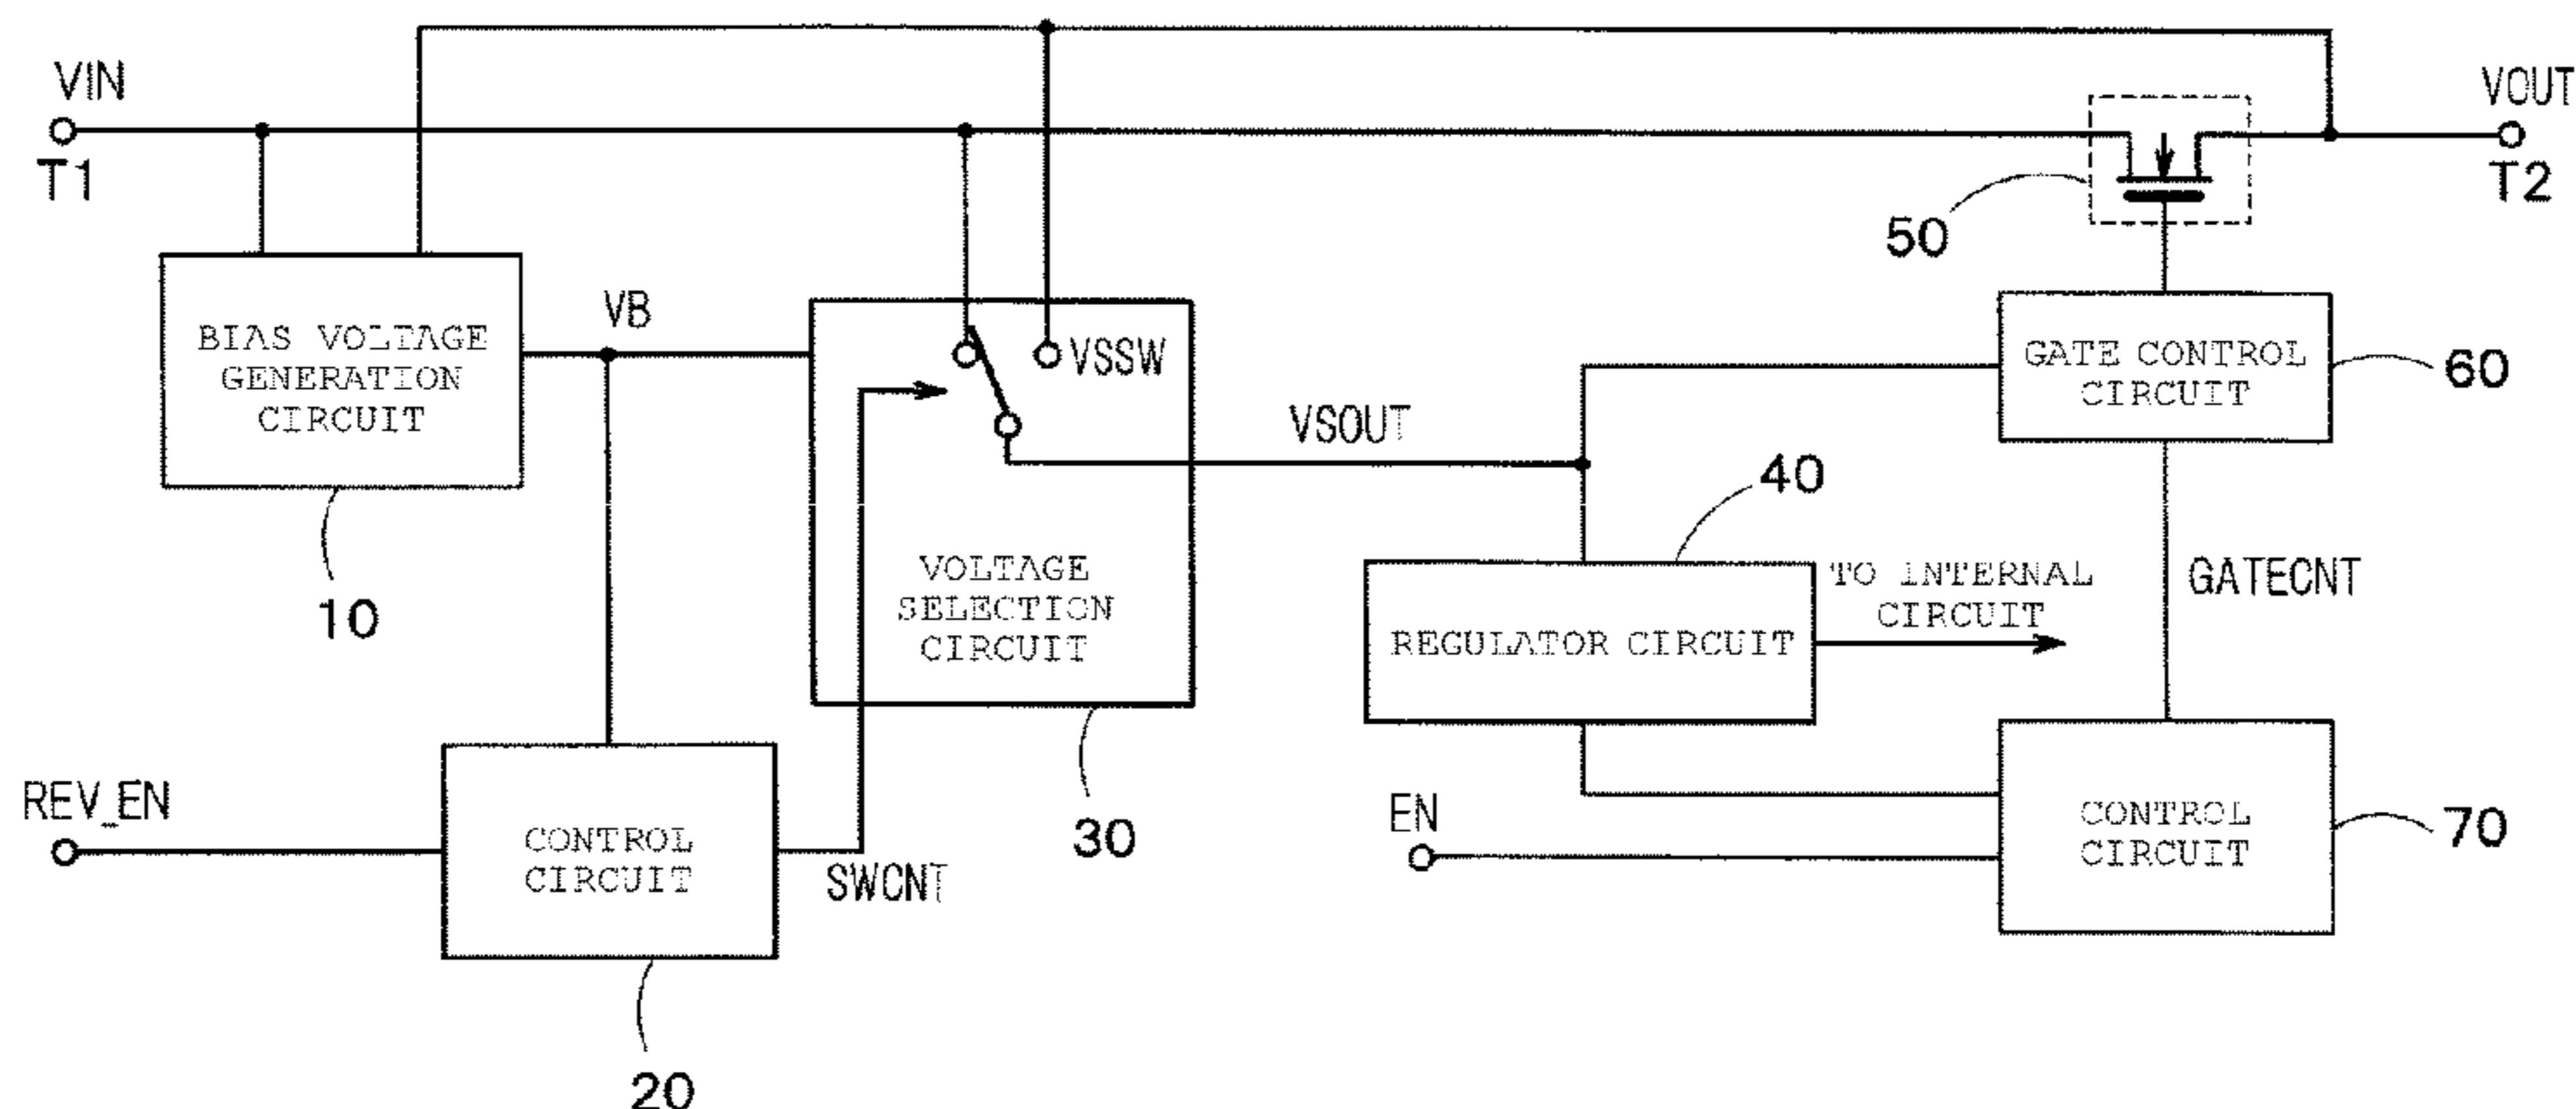 VIN
T1
VOUT
T2
50
BIAS VOLTAGE
GENERATION
CIRCUIT
10
VB
VSSW
VOLTAGE
SELECTION
CIRCUIT
30
VSOUT
GATE CONTROL
CIRCUIT
60
40
REGULATOR CIRCUIT
TO INTERNAL
CIRCUIT
GATECNT
REV_EN
CONTROL
CIRCUIT
20
SWCNT
EN
CONTROL
CIRCUIT
70